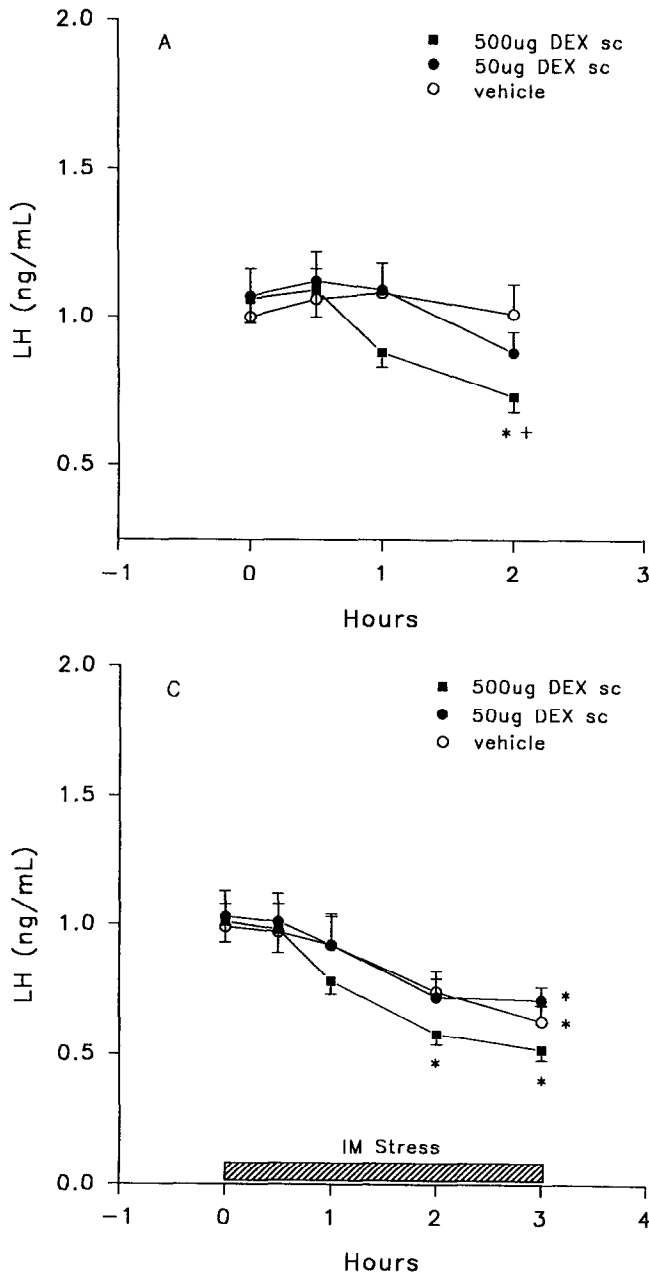 2.0
A
500ug DEX sc
50ug DEX sc
vehicle
1.5
1.0
0.5
LH (ng/mL)
* +
−1 0 1 2 3
Hours
2.0
C
500ug DEX sc
50ug DEX sc
vehicle
1.5
1.0
0.5
0.0
LH (ng/mL)
*
*
* *
IM Stress
−1 0 1 2 3 4
Hours